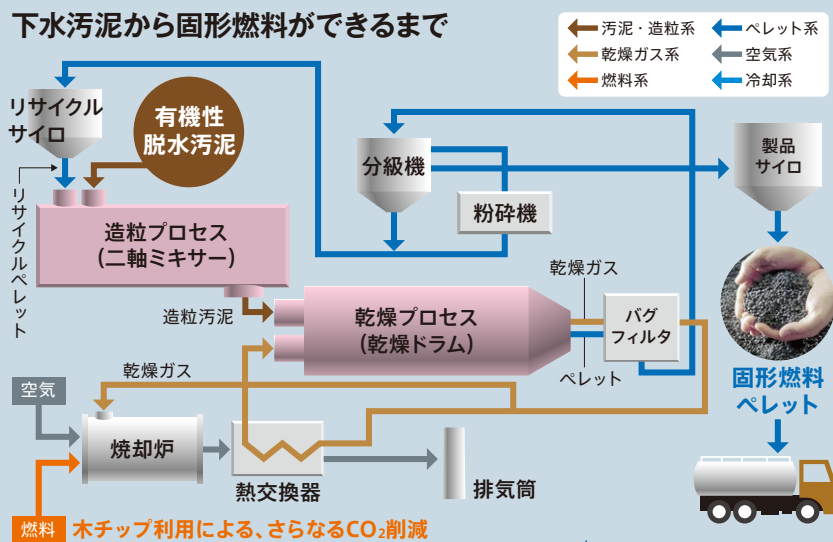 下水汚泥から固形燃料ができるまで
汚泥・造粒系
ペレット系
乾燥ガス系
空気系
燃料系
冷却系
リサイクル
サイロ
有機性
脱水汚泥
分級機
製品
サイロ
粉砕機
リサイクルペレット
造粒プロセス
(二軸ミキサー)
造粒汚泥
乾燥プロセス
(乾燥ドラム)
乾燥ガス
バグ
フィルタ
ペレット
固形燃料
ペレット
乾燥ガス
空気
焼却炉
熱交換器
排気筒
燃料
木チップ利用による、さらなるCO₂削減